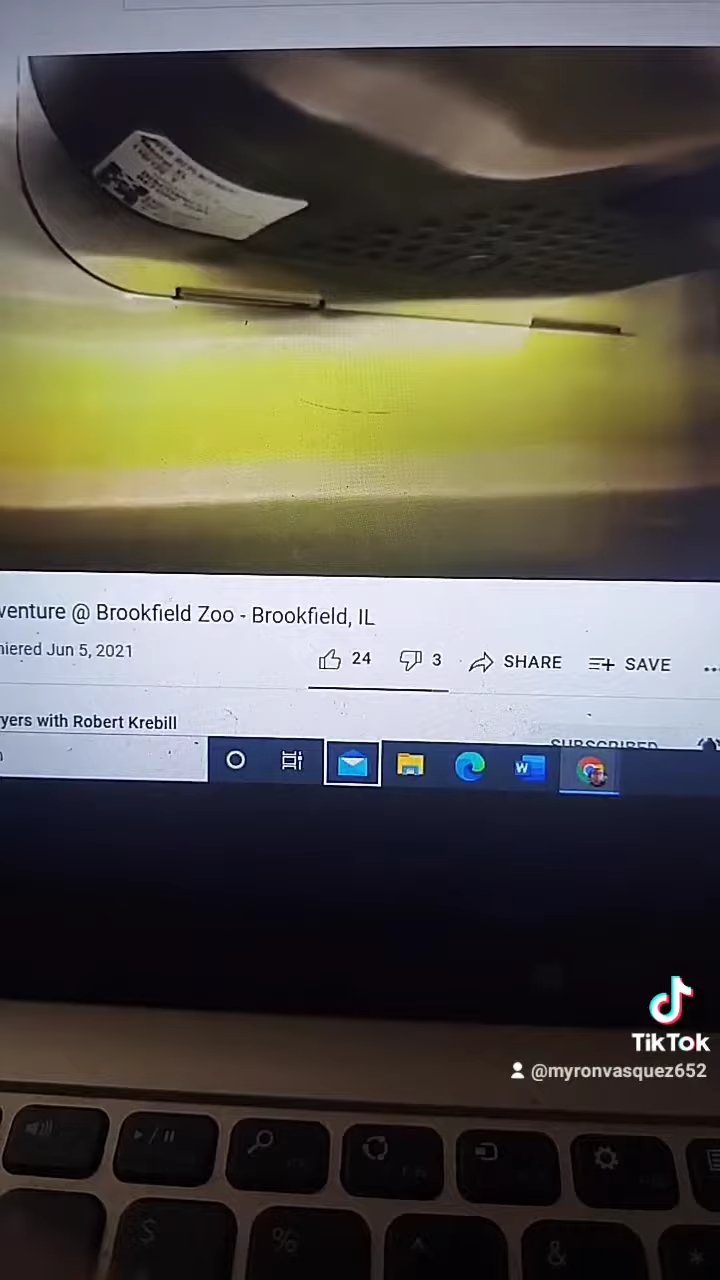 venture @ Brookfield Zoo - Brookfield, IL
niered Jun 5, 2021
24
3
SHARE
SAVE
...
yers with Robert Krebill
SUBSCRIBED
W
TikTok
@myronvasquez652
$
%
^
&
*